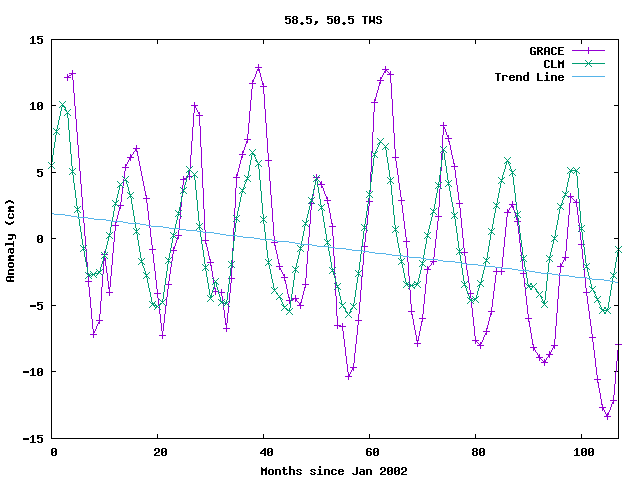 58.5, 50.5 TWS
GRACE
CLM
Trend Line
15
10
5
0
-5
-10
-15
Anomaly (cm)
0 20 40 60 80 100
Months since Jan 2002